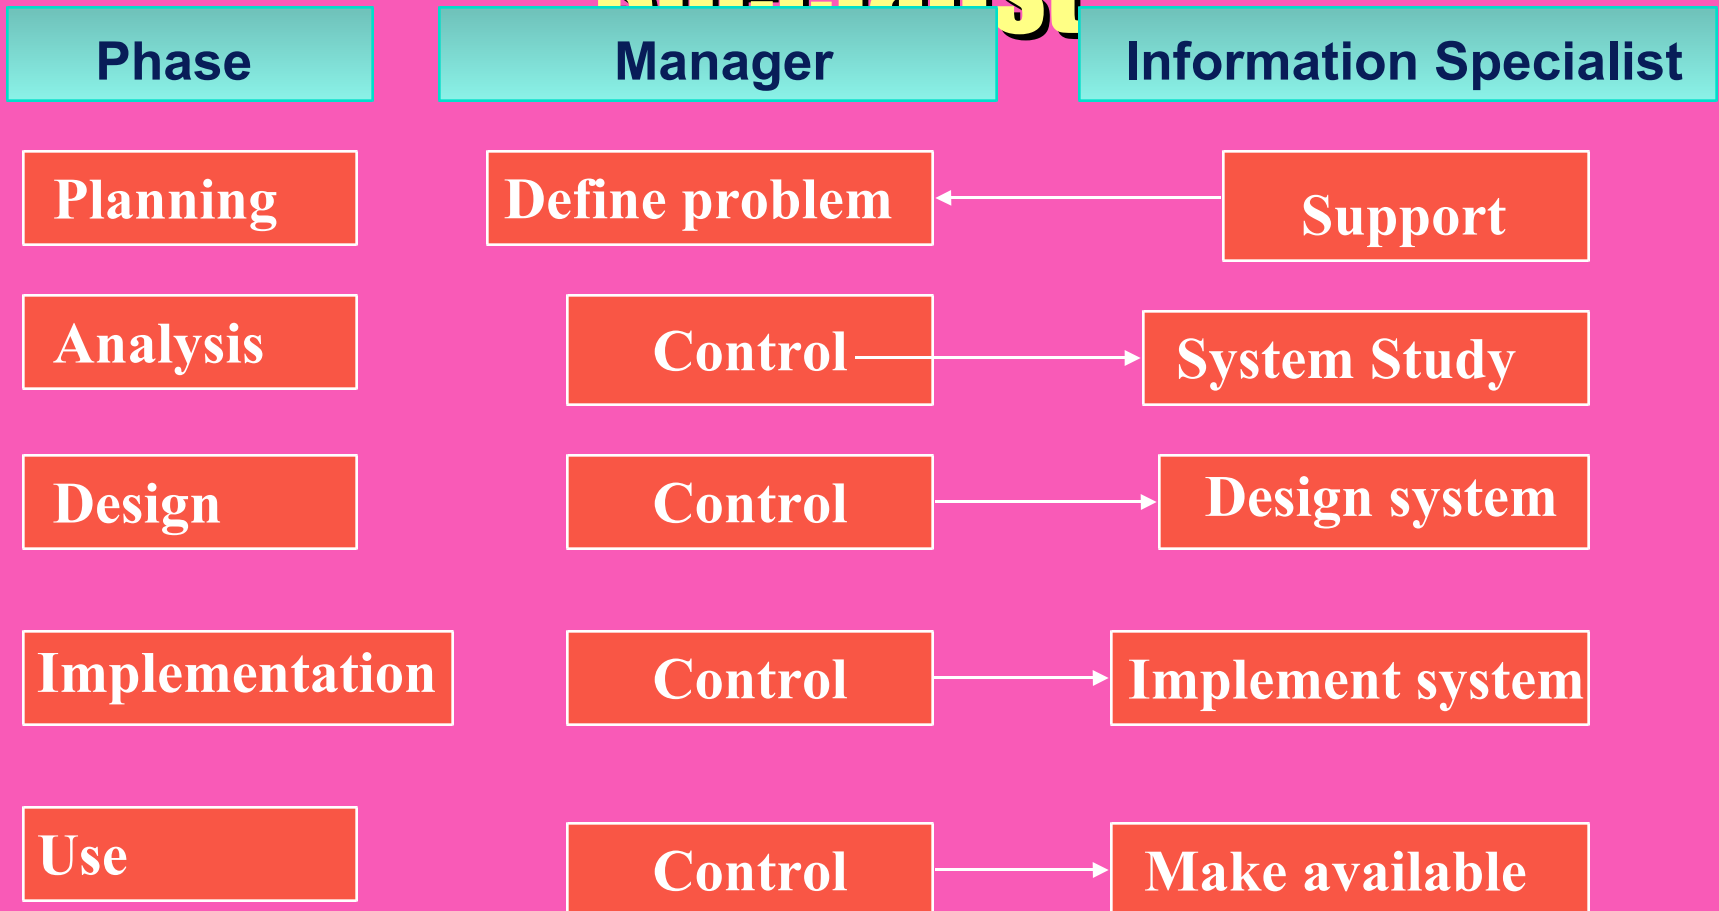 Phase Manager Information Specialist
Planning Define problem Support
Analysis Control System Study
Design Control Design system
Implementation Control Implement system
Use Control Make available